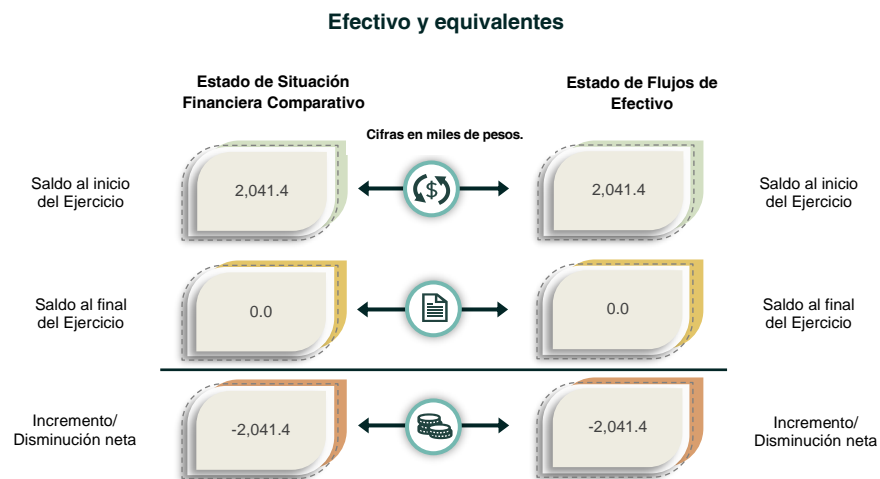 Efectivo y equivalentes
Estado de Situación
Financiera Comparativo
Estado de Flujos de
Efectivo
Cifras en miles de pesos.
Saldo al inicio
del Ejercicio
2,041.4
$
2,041.4
Saldo al inicio
del Ejercicio
Saldo al final
del Ejercicio
0.0
0.0
Saldo al final
del Ejercicio
Incremento/
Disminución neta
-2,041.4
-2,041.4
Incremento/
Disminución neta